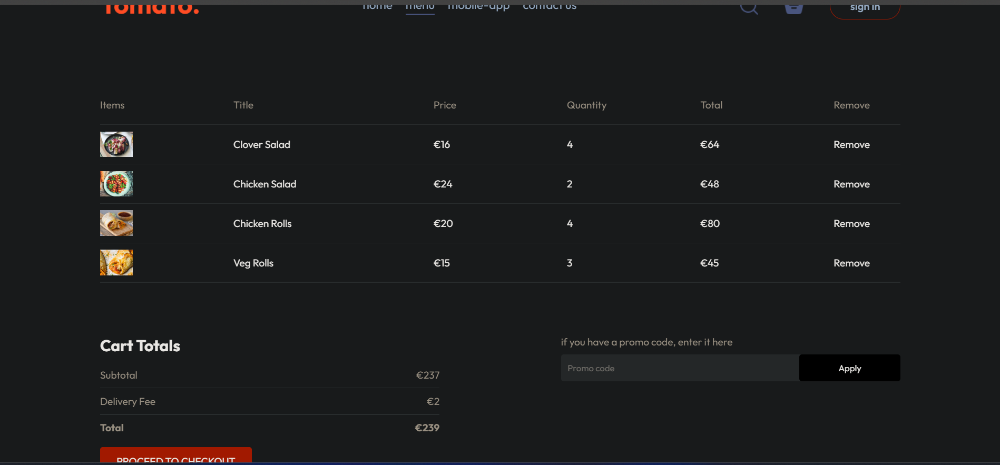 Tomato.
home menu mobile-app contact us sign in
Items Title Price Quantity Total Remove
Clover Salad €16 4 €64 Remove
Chicken Salad €24 2 €48 Remove
Chicken Rolls €20 4 €80 Remove
Veg Rolls €15 3 €45 Remove
Cart Totals
if you have a promo code, enter it here
Promo code Apply
Subtotal €237
Delivery Fee €2
Total €239
PROCEED TO CHECKOUT